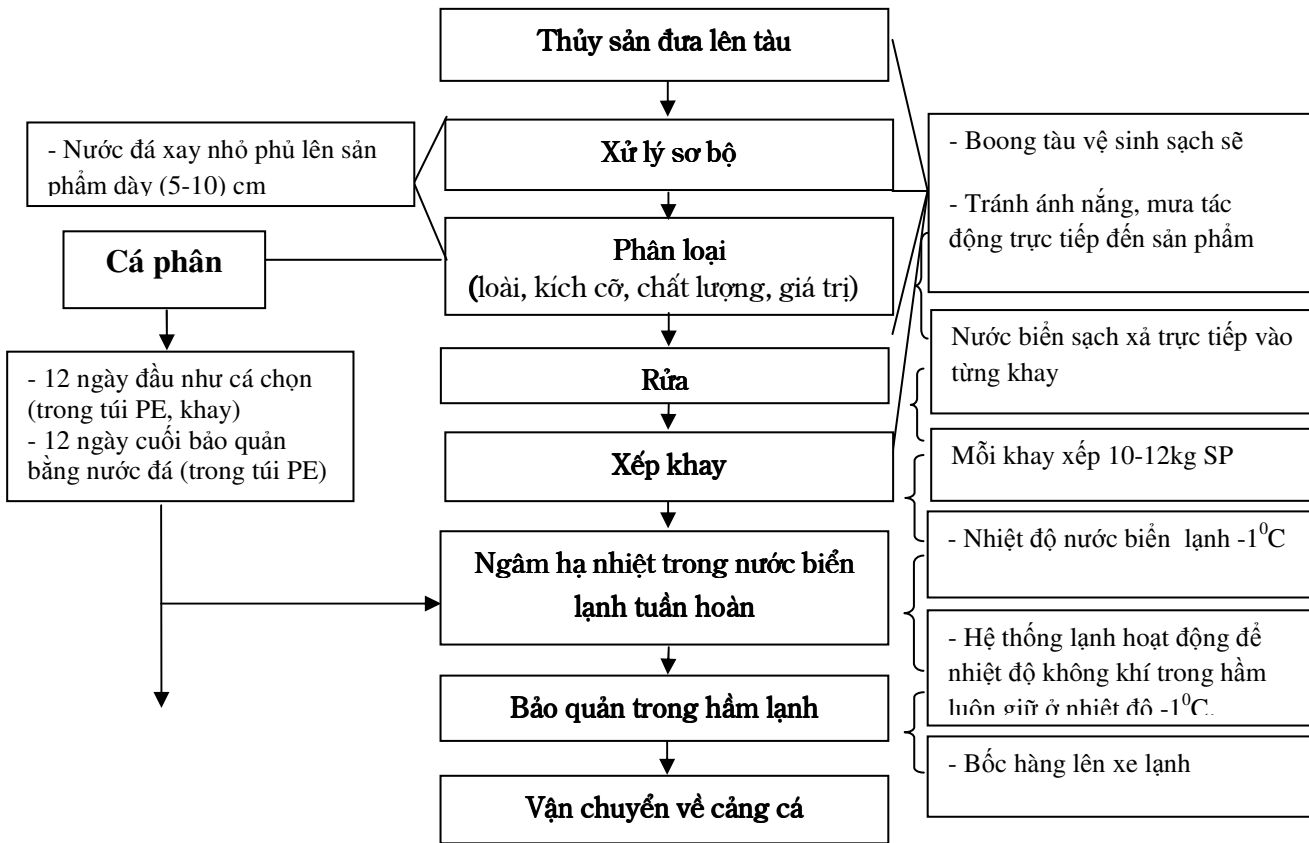 Thủy sản đưa lên tàu
- Nước đá xay nhỏ phủ lên sản
phẩm dày (5-10) cm
Xử lý sơ bộ
- Boong tàu vệ sinh sạch sẽ
- Tránh ánh nắng, mưa tác
động trực tiếp đến sản phẩm
Cá phân
Phân loại
(loài, kích cỡ, chất lượng, giá trị)
Nước biển sạch xả trực tiếp vào
từng khay
- 12 ngày đầu như cá chọn
(trong túi PE, khay)
- 12 ngày cuối bảo quản
bằng nước đá (trong túi PE)
Rửa
Xếp khay
Mỗi khay xếp 10-12kg SP
Ngâm hạ nhiệt trong nước biển
lạnh tuần hoàn
- Nhiệt độ nước biển lạnh -1⁰C
- Hệ thống lạnh hoạt động để
nhiệt độ không khí trong hầm
luôn giữ ở nhiệt độ -1⁰C.
Bảo quản trong hầm lạnh
- Bốc hàng lên xe lạnh
Vận chuyển về cảng cá